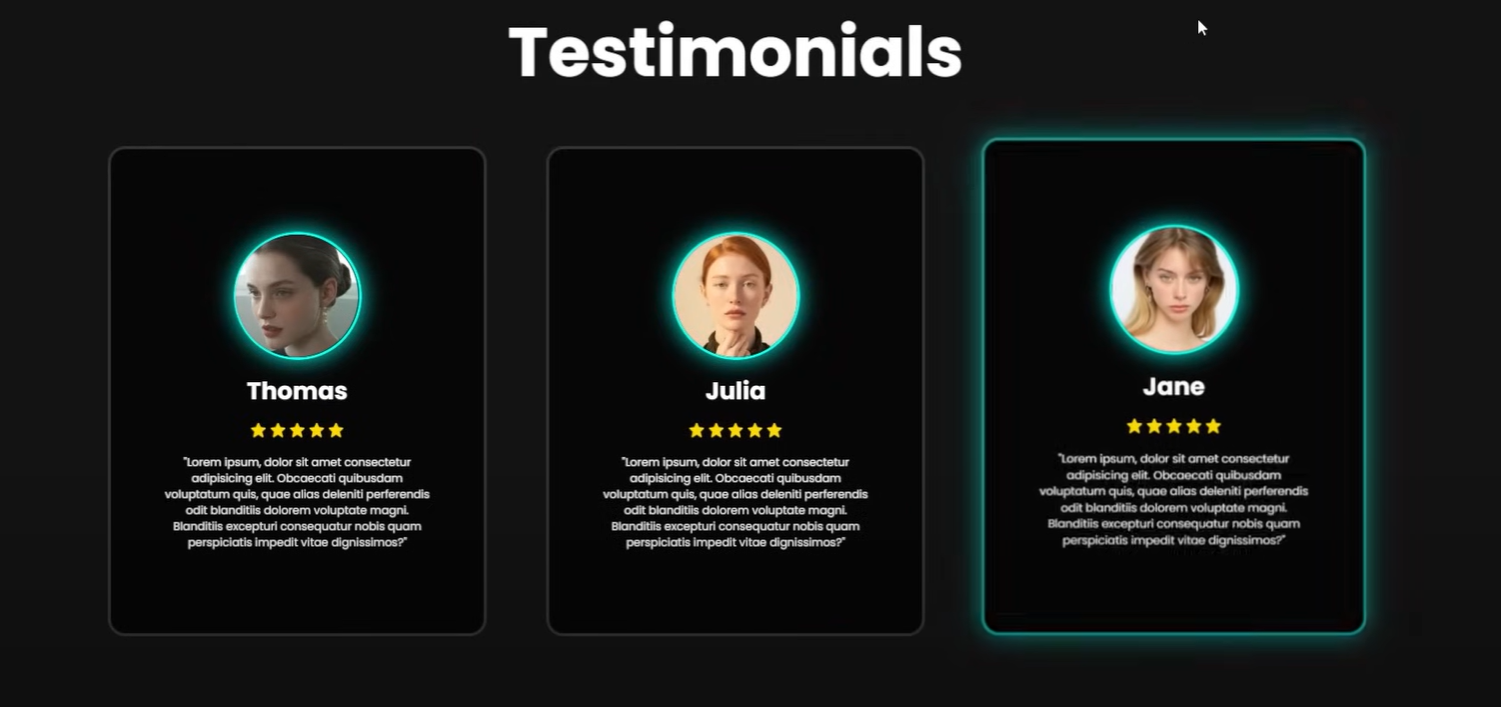 Testimonials
Thomas
"Lorem ipsum, dolor sit amet consectetur
adipisicing elit. Obcaecati quibusdam
voluptatum quis, quae alias deleniti perferendis
odit blanditiis dolorem voluptate magni.
Blanditiis excepturi consequatur nobis quam
perspiciatis impedit vitae dignissimos?"
Julia
"Lorem ipsum, dolor sit amet consectetur
adipisicing elit. Obcaecati quibusdam
voluptatum quis, quae alias deleniti perferendis
odit blanditiis dolorem voluptate magni.
Blanditiis excepturi consequatur nobis quam
perspiciatis impedit vitae dignissimos?"
Jane
"Lorem ipsum, dolor sit amet consectetur
adipisicing elit. Obcaecati quibusdam
voluptatum quis, quae alias deleniti perferendis
odit blanditiis dolorem voluptate magni.
Blanditiis excepturi consequatur nobis quam
perspiciatis impedit vitae dignissimos?"